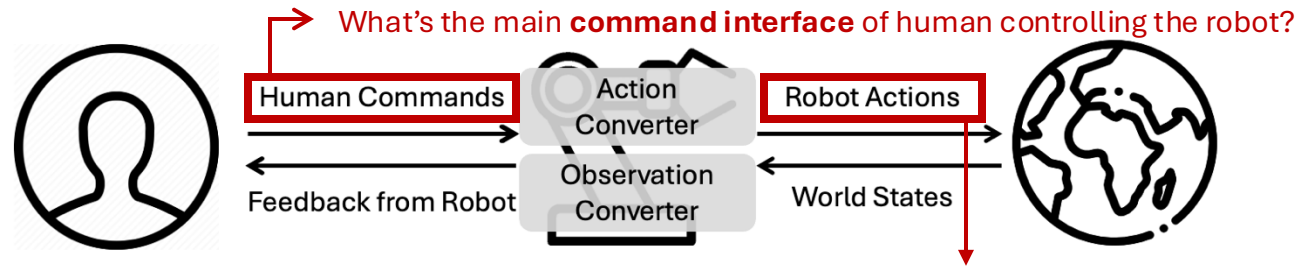 What's the main command interface of human controlling the robot?
Human Commands
Action
Converter
Robot Actions
Feedback from Robot
Observation
Converter
World States